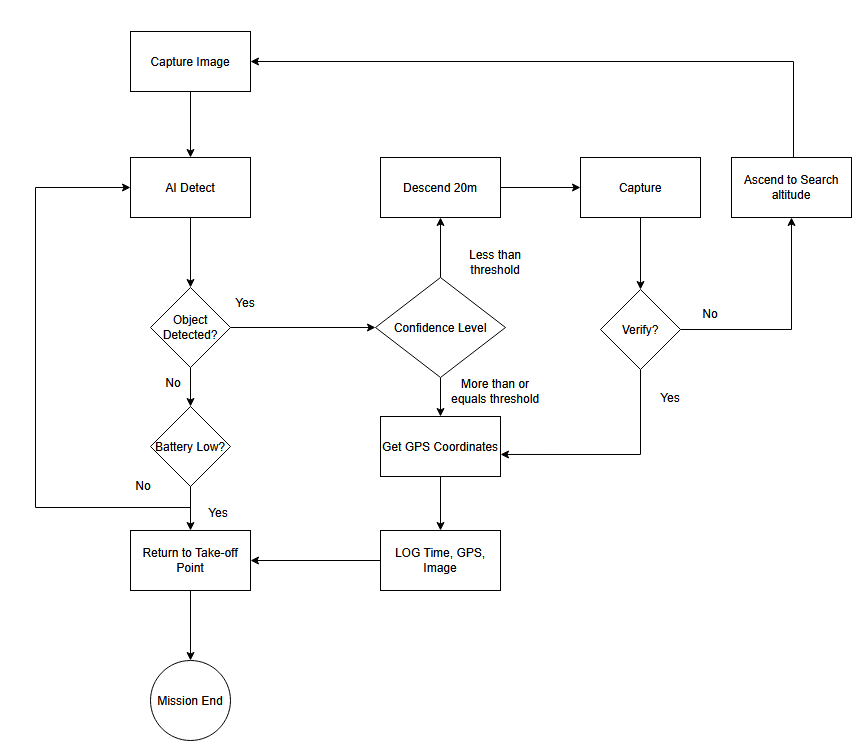 Capture Image
AI Detect
Descend 20m
Capture
Ascend to Search
altitude
Less than
threshold
Yes
Object
Detected?
Confidence Level
Verify?
No
No
More than or
equals threshold
Yes
Battery Low?
Get GPS Coordinates
No
Yes
Return to Take-off
Point
LOG Time, GPS,
Image
Mission End